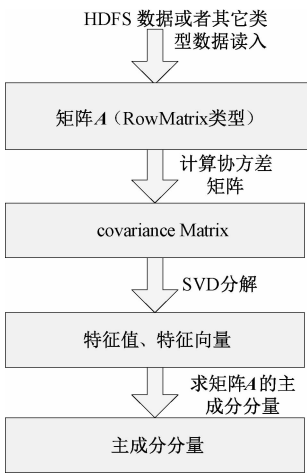 HDFS 数据或者其它类
型数据读入
矩阵A（RowMatrix类型）
计算协方差
矩阵
covariance Matrix
SVD分解
特征值、特征向量
求矩阵A的主
成分分量
主成分分量